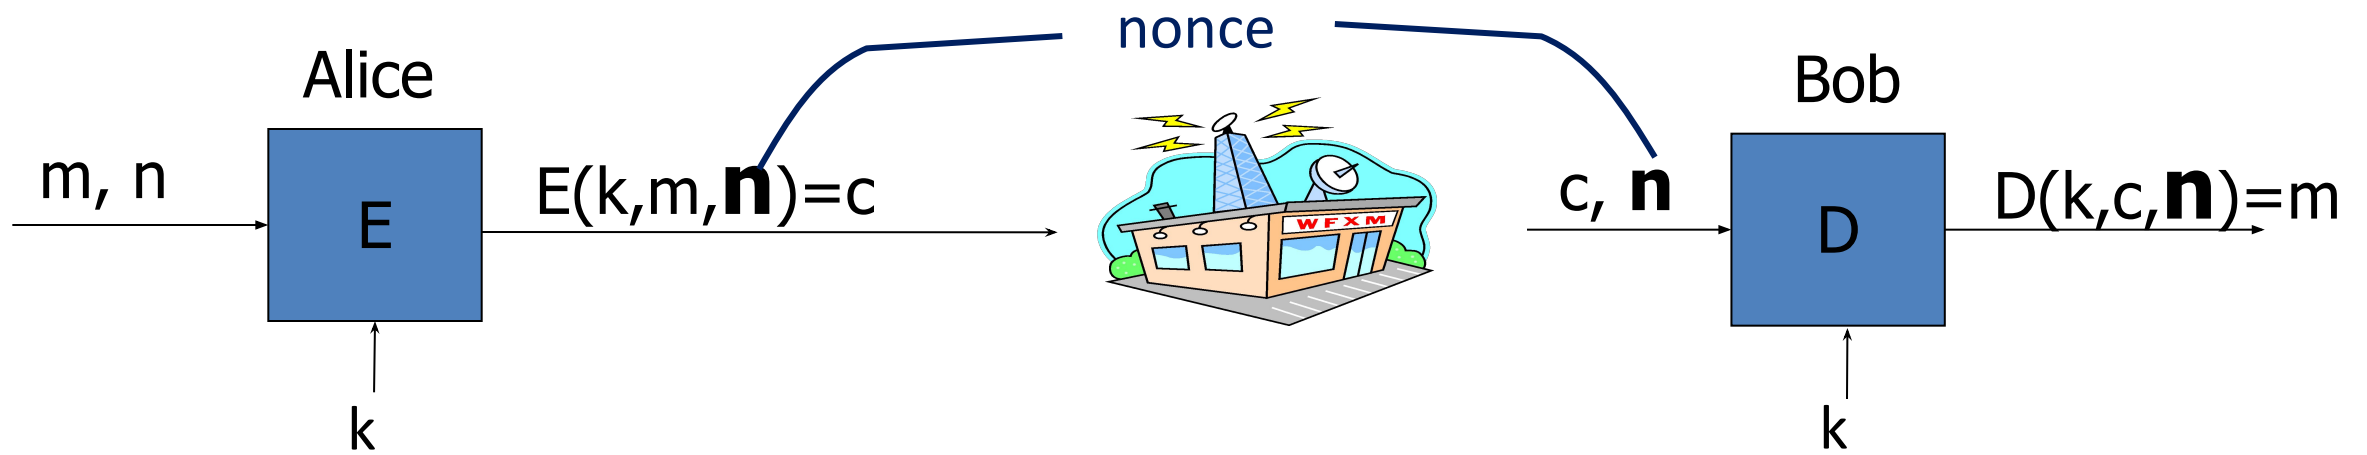 nonce
Alice
Bob
m, n
E
E(k,m,n)=c
WFXM
c, n
D
D(k,c,n)=m
k
k